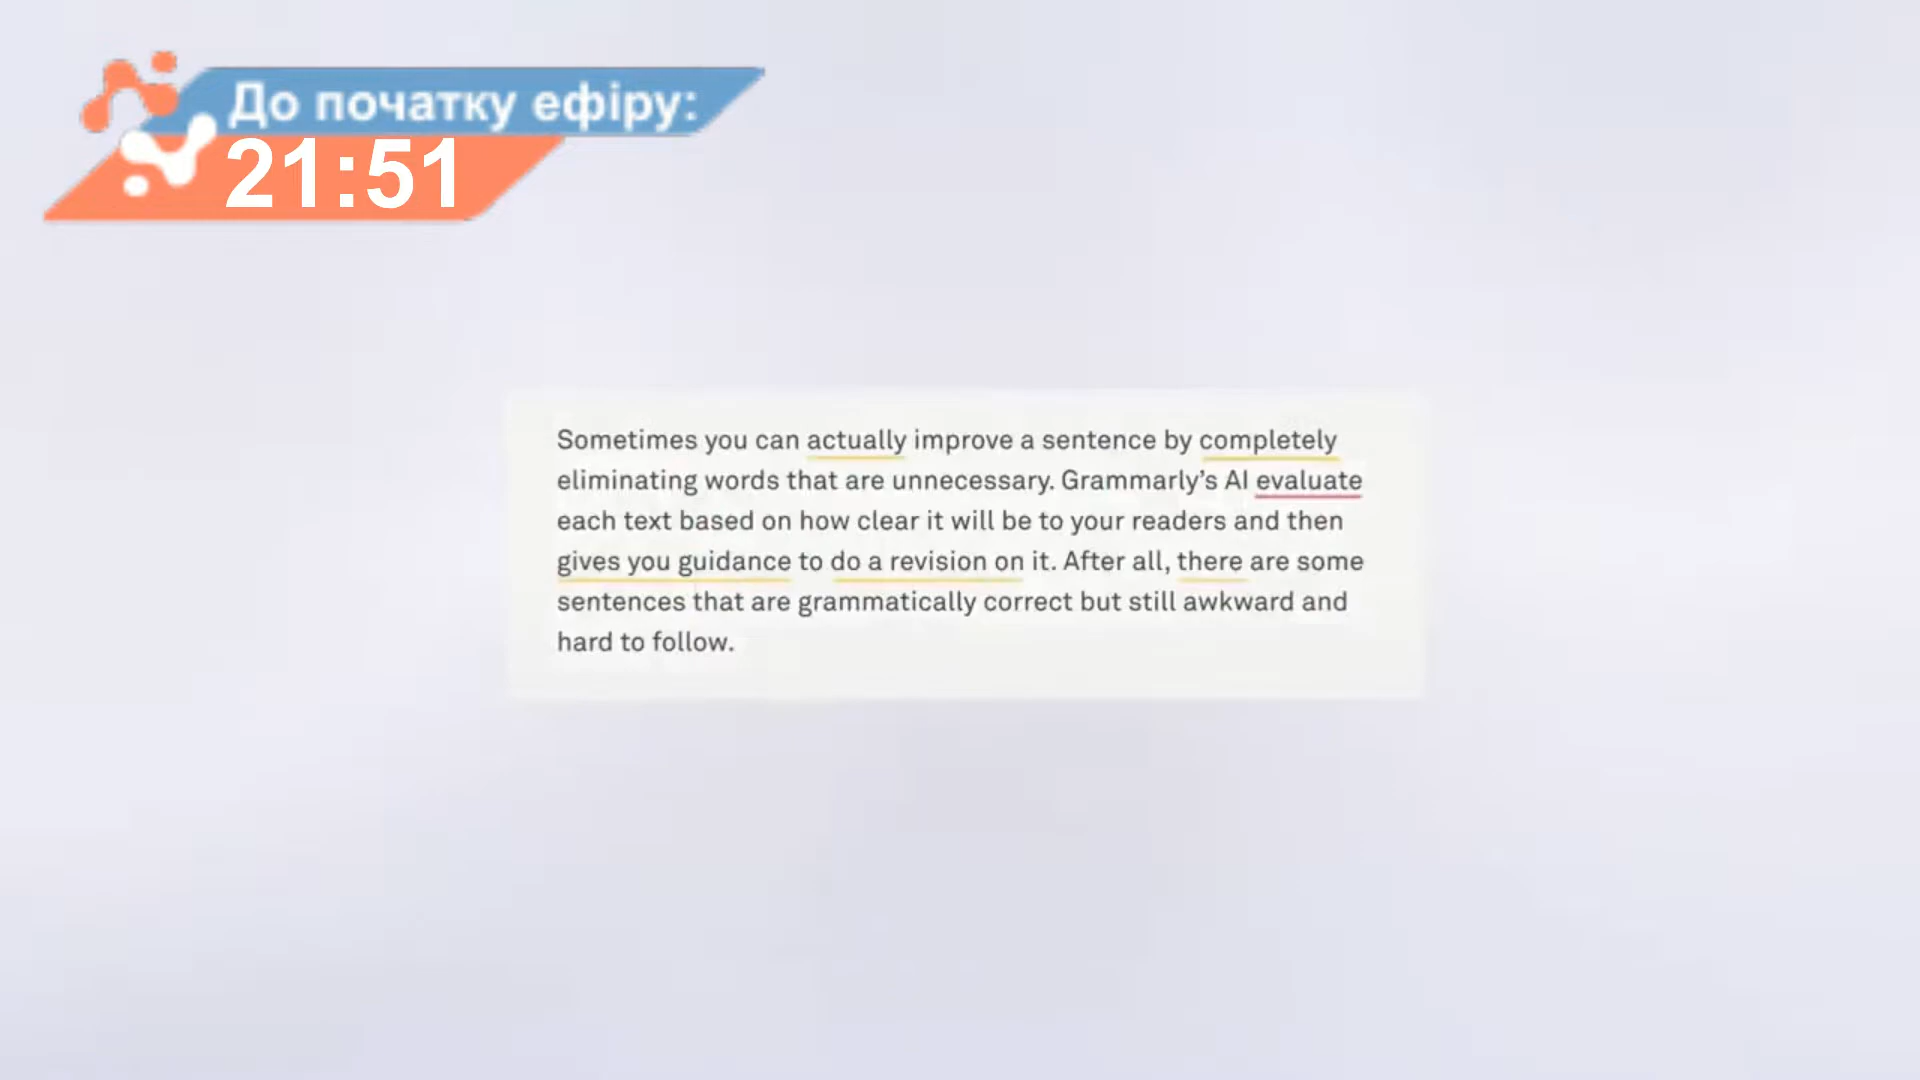 До початку ефіру:
21:51
Sometimes you can actually improve a sentence by completely
eliminating words that are unnecessary. Grammarly’s AI evaluate
each text based on how clear it will be to your readers and then
gives you guidance to do a revision on it. After all, there are some
sentences that are grammatically correct but still awkward and
hard to follow.